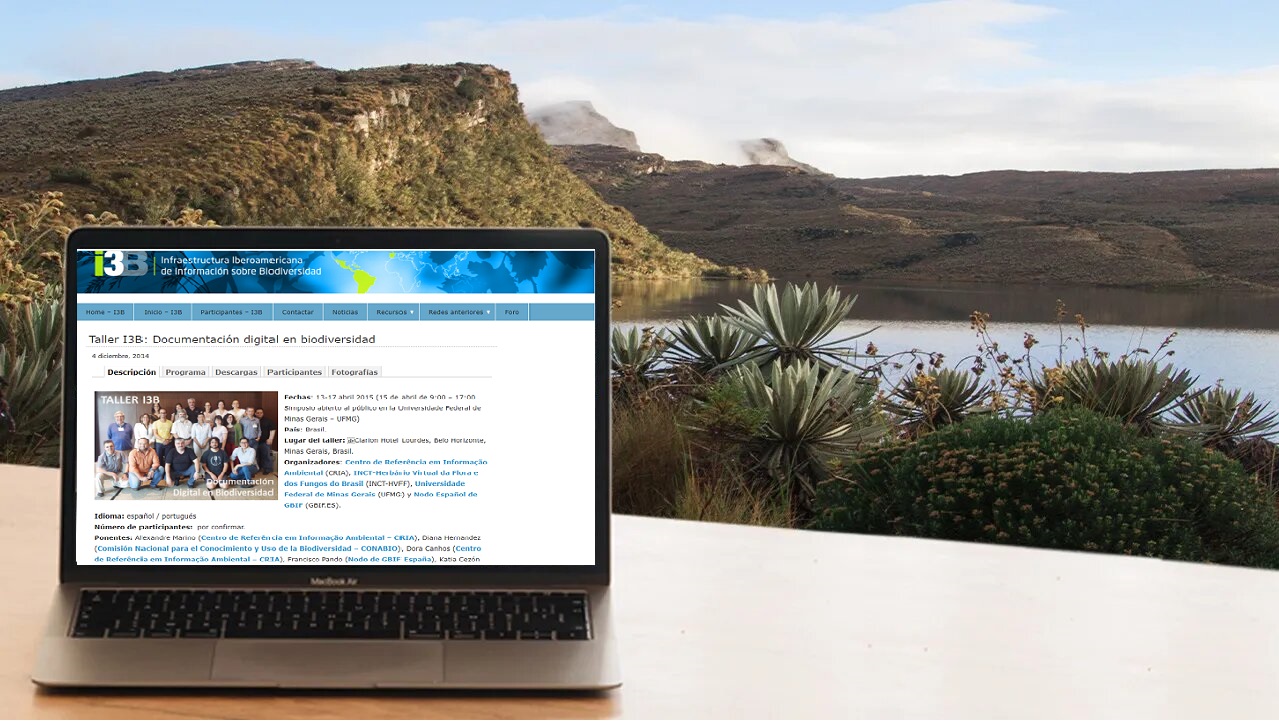 i3B
Infraestructura Iberoamericana
de Información sobre Biodiversidad
Home – I3B Inicio – I3B Participantes – I3B Contactar Noticias Recursos Redes anteriores Foro
Taller I3B: Documentación digital en biodiversidad
4 diciembre, 2014
Descripción Programa Descargas Participantes Fotografías
TALLER I3B
Documentación
Digital en Biodiversidad
Fechas: 13-17 abril 2015 (15 de abril de 9:00 – 17:00
Simposio abierto al público en la Universidade Federal de
Minas Gerais – UFMG)
País: Brasil.
Lugar del taller: Clarion Hotel Lourdes, Belo Horizonte,
Minas Gerais, Brasil.
Organizadores: Centro de Referência em Informação
Ambiental (CRIA), INCT-Herbário Virtual da Flora e
dos Fungos do Brasil (INCT-HVFF), Universidade
Federal de Minas Gerais (UFMG) y Nodo Español de
GBIF (GBIF.ES).
Idioma: español / portugués
Número de participantes: por confirmar.
Ponentes: Alexandre Marino (Centro de Referência em Informação Ambiental – CRIA), Diana Hernandez
(Comisión Nacional para el Conocimiento y Uso de la Biodiversidad – CONABIO), Dora Canhos (Centro
de Referência em Informação Ambiental – CRIA), Francisco Pando (Nodo de GBIF España), Katia Cezón
MacBook Air